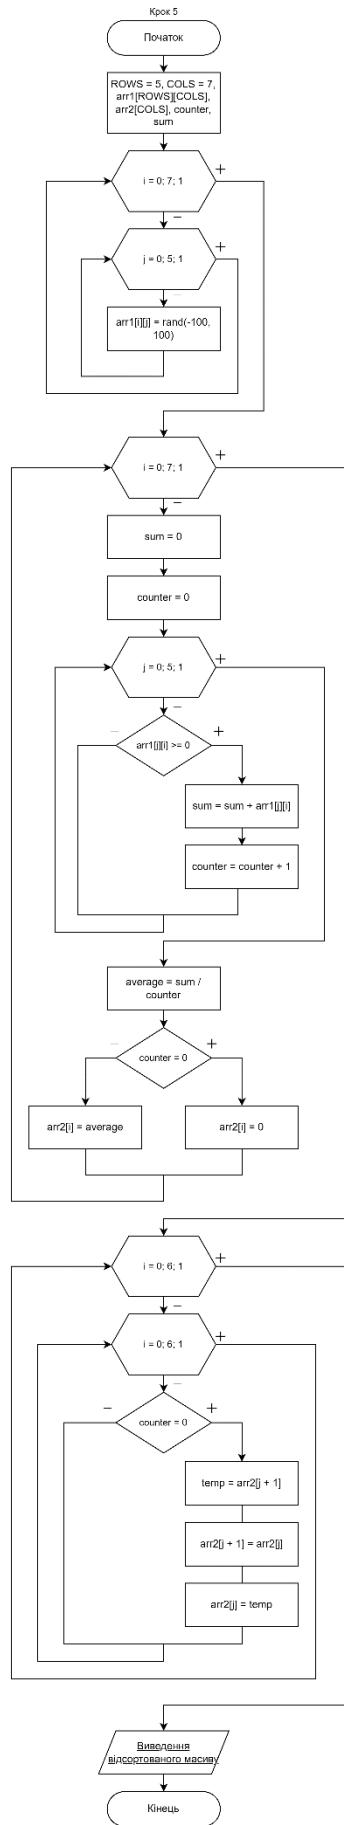 Крок 5
Початок
ROWS = 5, COLS = 7,
arr1[ROWS][COLS],
arr2[COLS], counter,
sum
i = 0; 7; 1
+
–
j = 0; 5; 1
+
–
arr1[i][j] = rand(-100,
100)
i = 0; 7; 1
+
–
sum = 0
counter = 0
j = 0; 5; 1
+
–
arr1[j][i] >= 0
–
+
sum = sum + arr1[j][i]
counter = counter + 1
average = sum /
counter
counter = 0
–
+
arr2[i] = average
arr2[i] = 0
i = 0; 6; 1
+
–
i = 0; 6; 1
+
–
counter = 0
–
+
temp = arr2[j + 1]
arr2[j + 1] = arr2[j]
arr2[j] = temp
Виведення
відсортованого масиву
Кінець